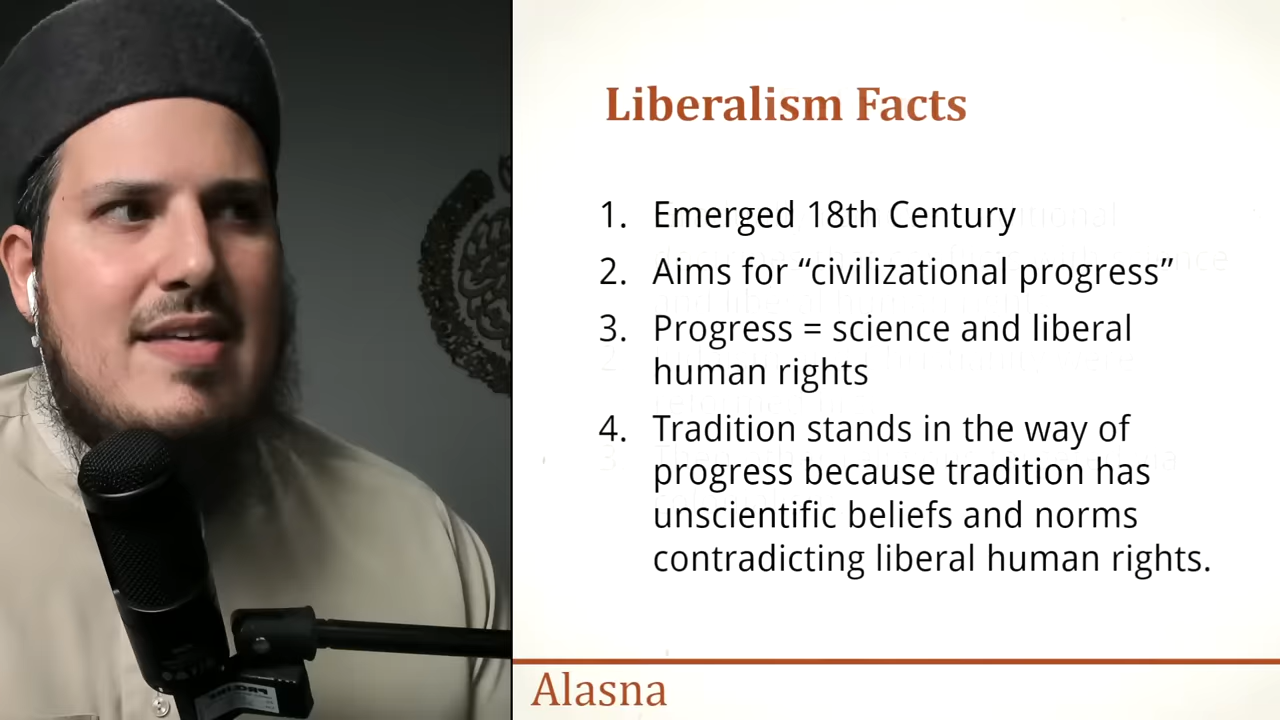 Liberalism Facts
1. Emerged 18th Century
2. Aims for “civilizational progress”
3. Progress = science and liberal
human rights
4. Tradition stands in the way of
progress because tradition has
unscientific beliefs and norms
contradicting liberal human rights.
Alasna